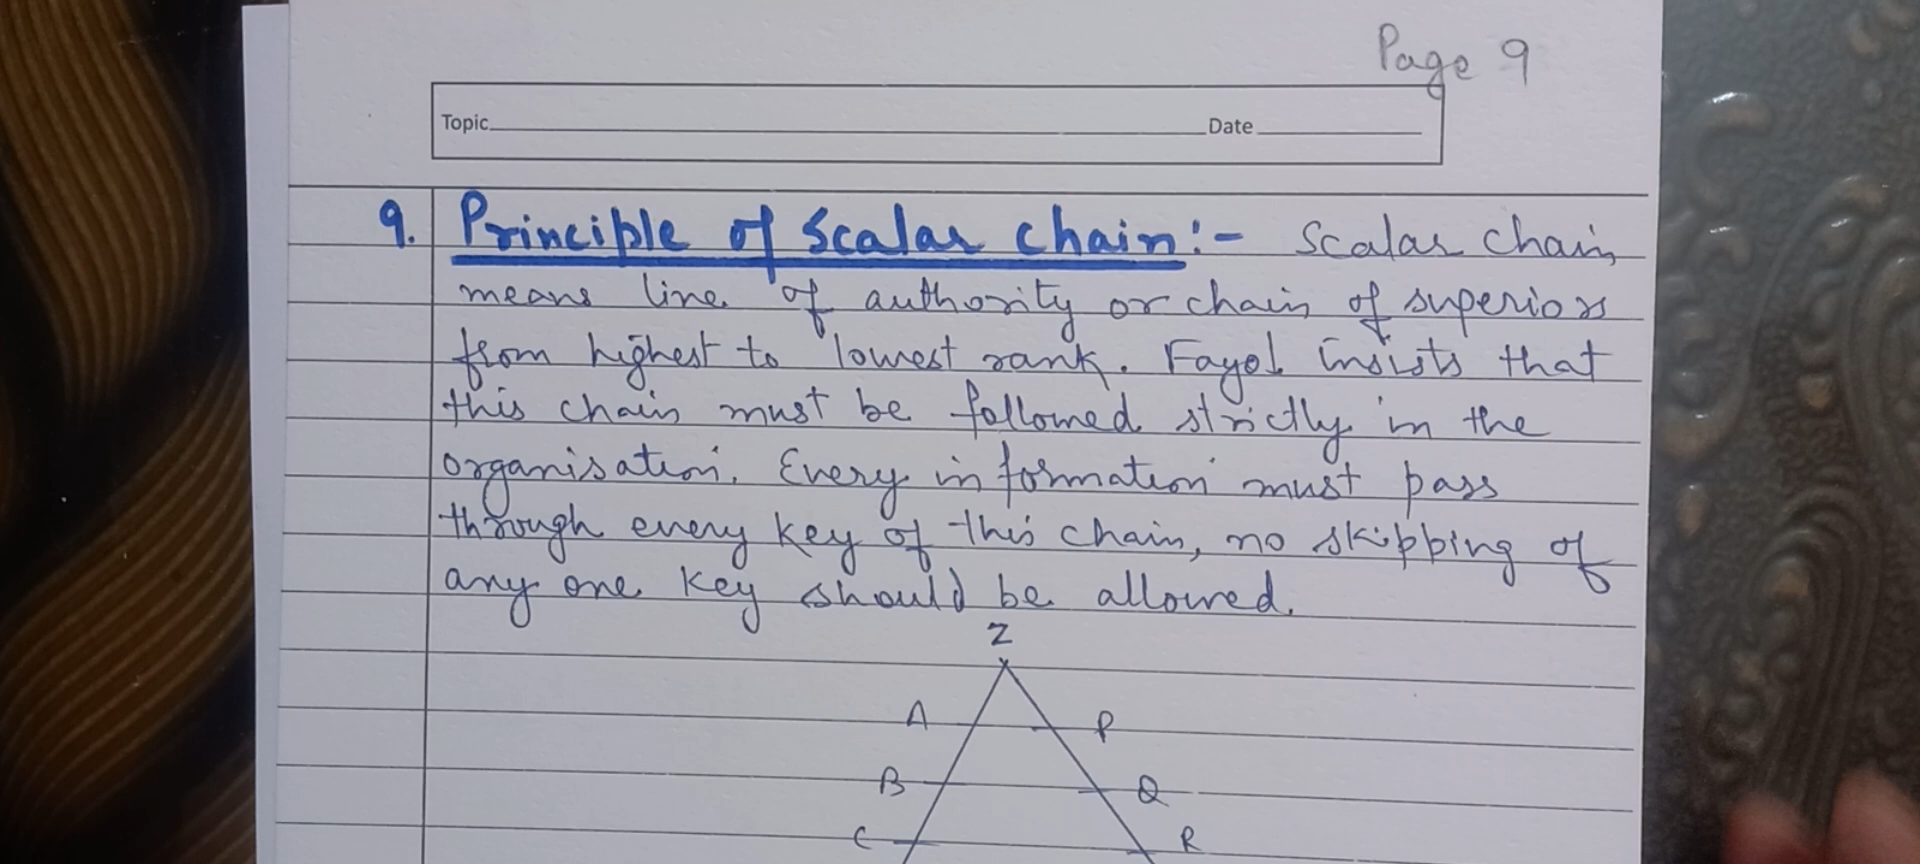 Page 9
Topic Date
9. Principle of Scalar chain:- Scalar chain
means line of authority or chain of superiors
from highest to lowest rank. Fayol insists that
this chain must be followed strictly in the
organisation. Every information must pass
through every key of this chain, no skipping of
any one key should be allowed.
Z
A P
B Q
C R